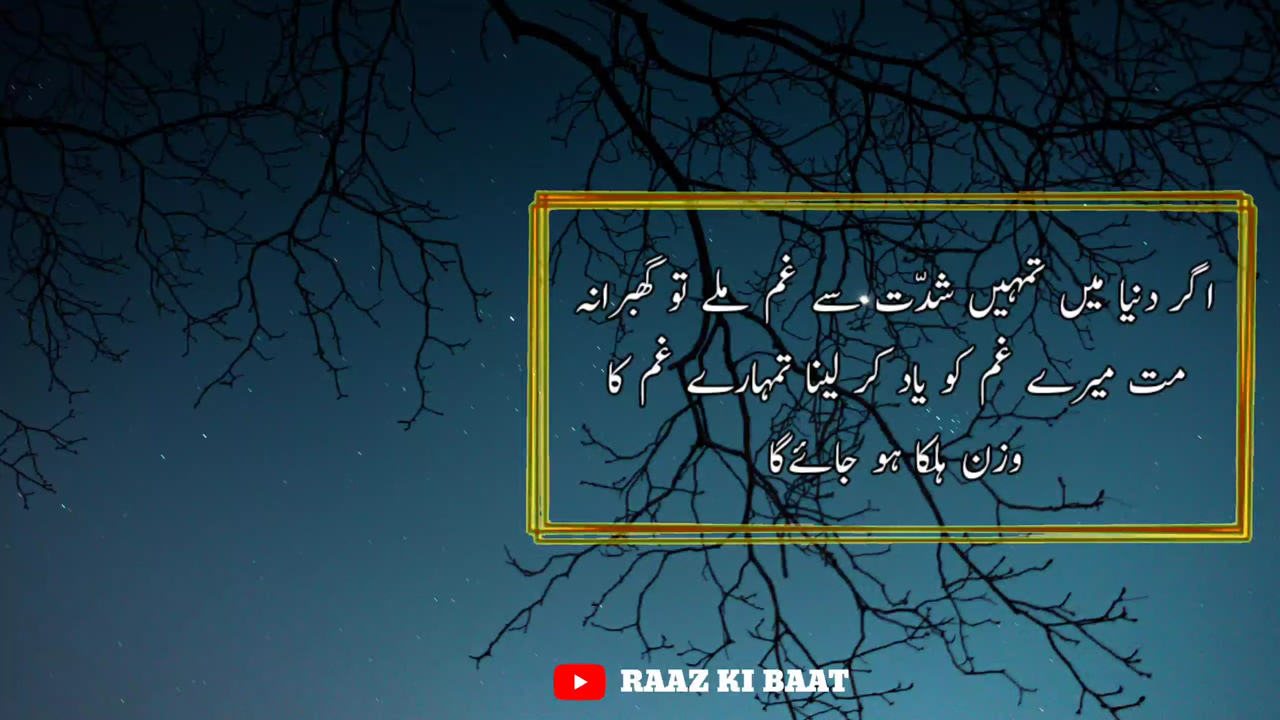 اگر دنیا میں تمہیں شدّت سے غم ملے تو گھبرانہ
مت میرے غم کو یاد کر لینا تمہارے غم کا
وزن ہلکا ہو جائے گا
RAAZ KI BAAT